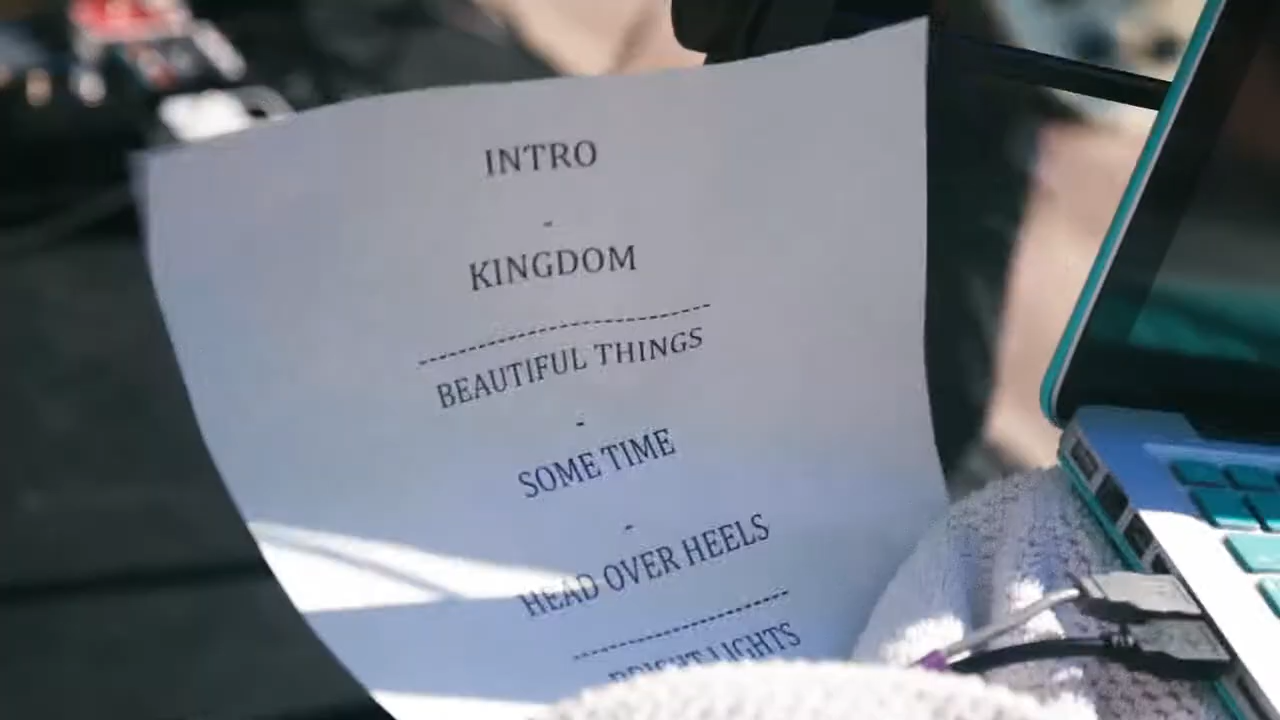 INTRO
-
KINGDOM
--------------------------------
BEAUTIFUL THINGS
-
SOME TIME
-
HEAD OVER HEELS
------------------------
BRIGHT LIGHTS